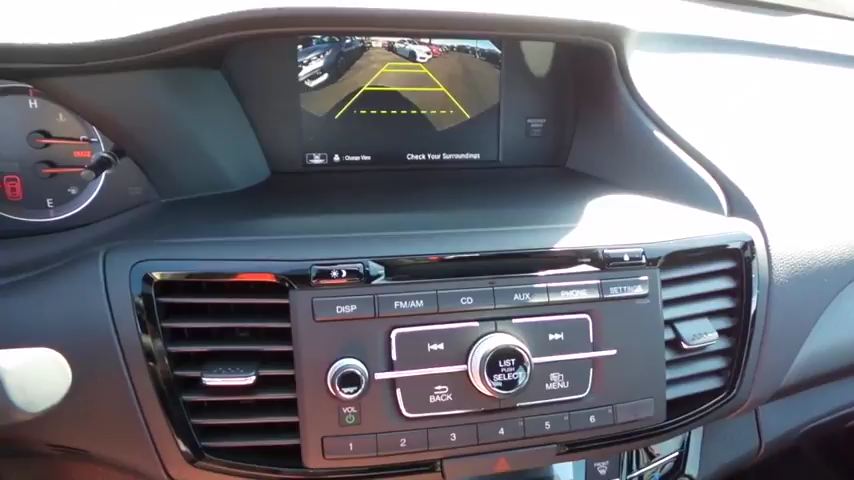 H
E
Change View
Check Your Surroundings
DISP
FM/AM
CD
AUX
PHONE
SETTINGS
LIST
PUSH
SELECT
BACK
MENU
VOL
1 2 3 4 5 6
FRONT